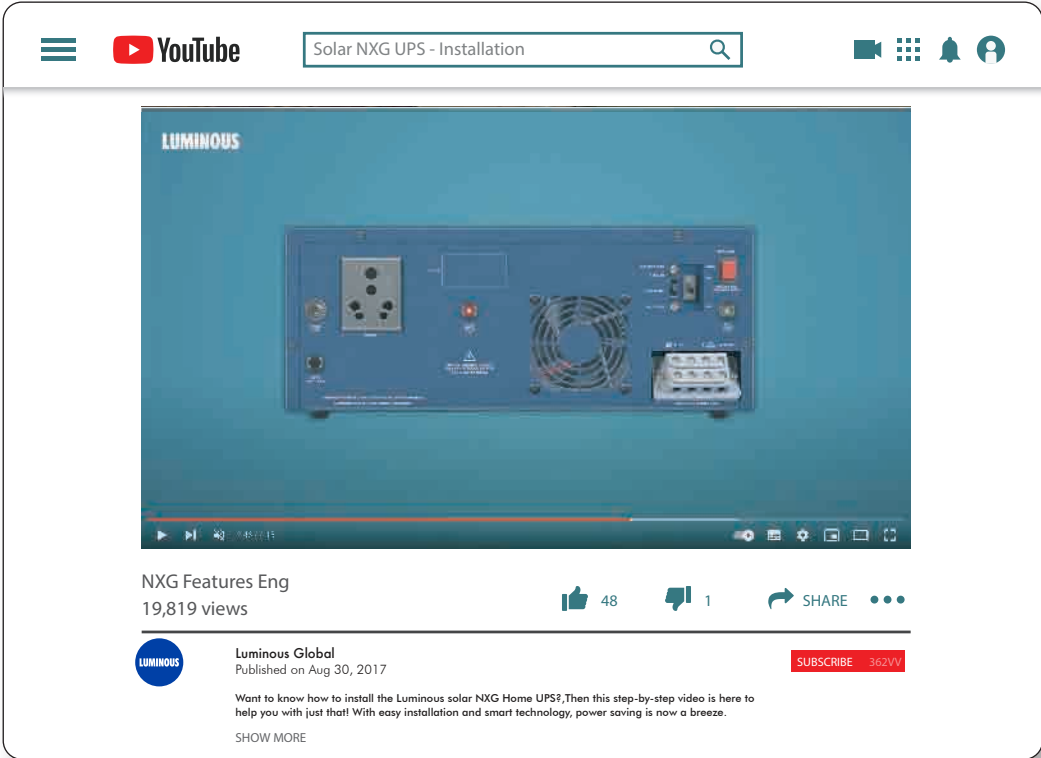 YouTube
Solar NXG UPS - Installation
LUMINOUS
NXG Features Eng
19,819 views
48
1
SHARE
LUMINOUS
Luminous Global
Published on Aug 30, 2017
SUBSCRIBE 362VV
Want to know how to install the Luminous solar NXG Home UPS?,Then this step-by-step video is here to
help you with just that! With easy installation and smart technology, power saving is now a breeze.
SHOW MORE